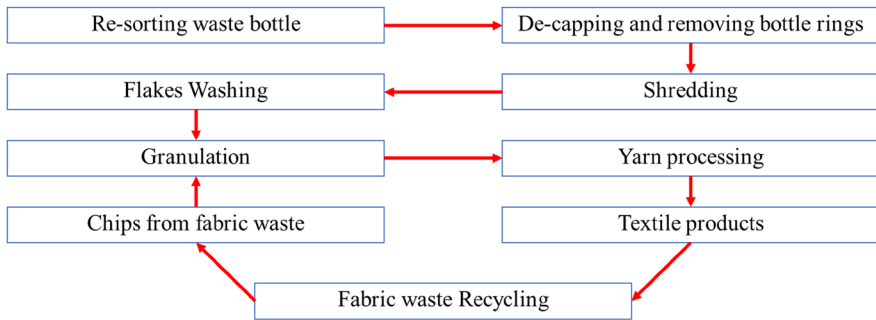 Re-sorting waste bottle
De-capping and removing bottle rings
Flakes Washing
Shredding
Granulation
Yarn processing
Chips from fabric waste
Textile products
Fabric waste Recycling